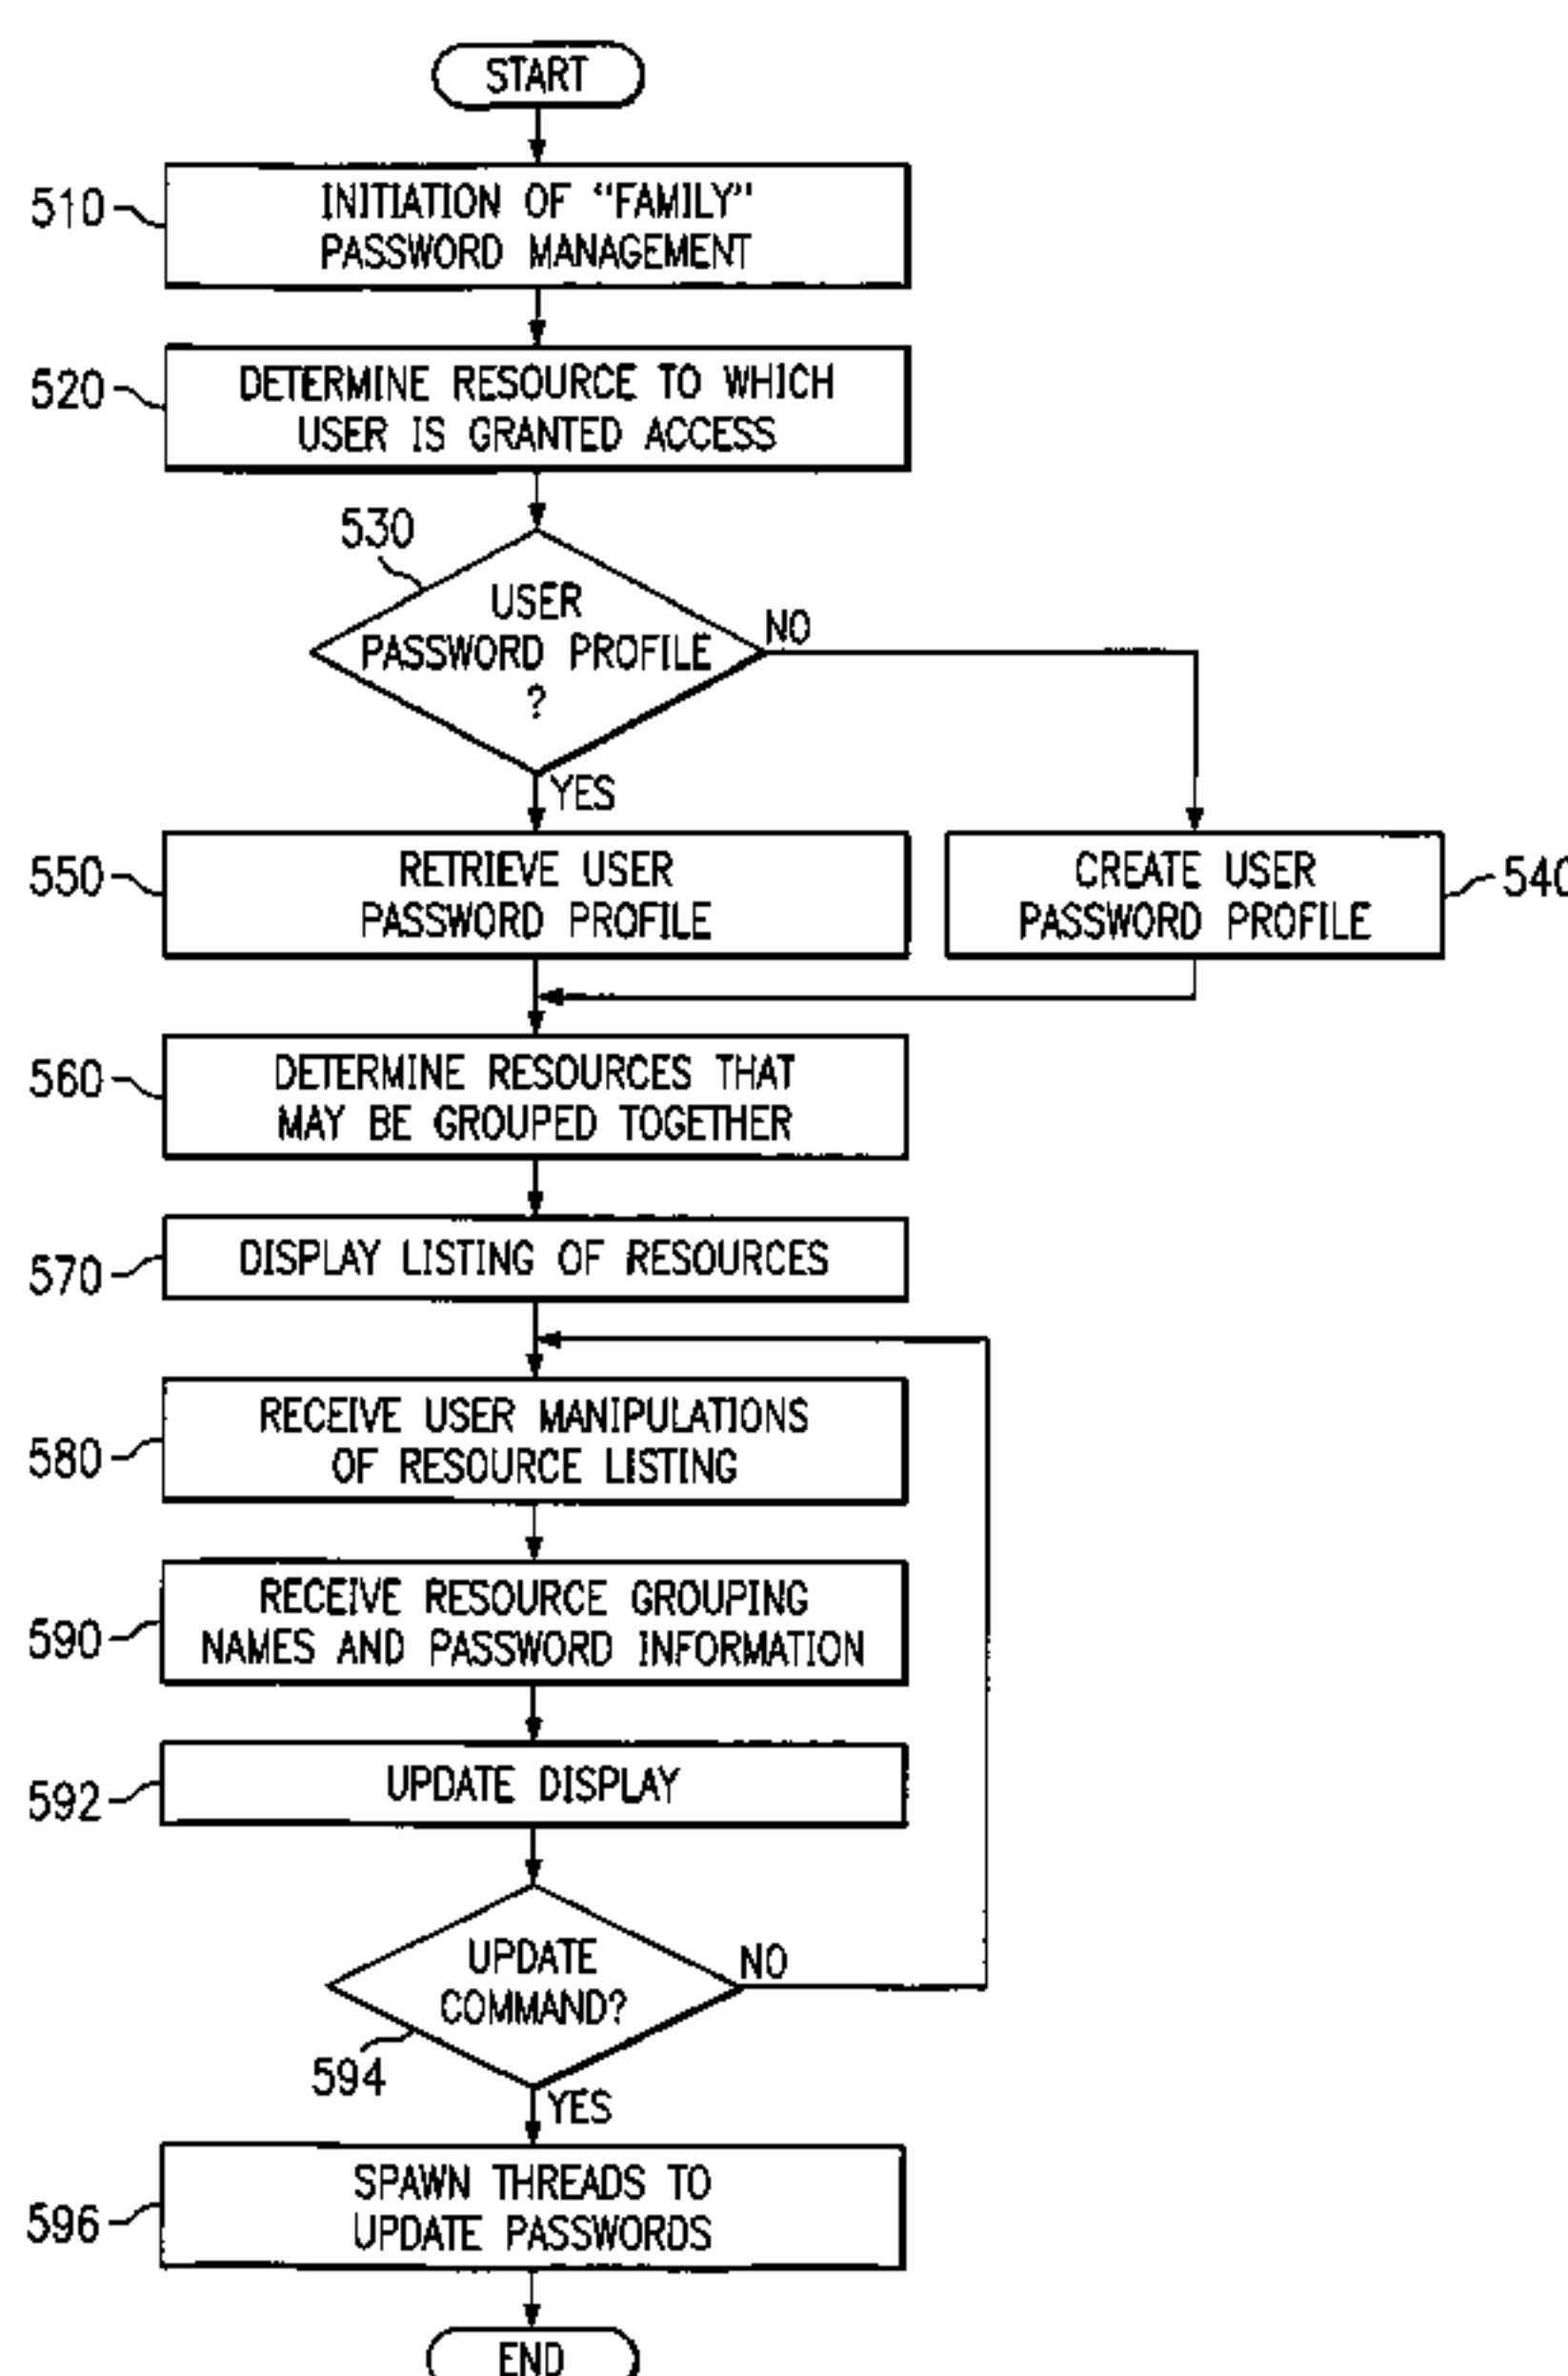 START
510
INITIATION OF "FAMILY"
PASSWORD MANAGEMENT
520
DETERMINE RESOURCE TO WHICH
USER IS GRANTED ACCESS
530
USER
PASSWORD PROFILE
?
NO
YES
550
RETRIEVE USER
PASSWORD PROFILE
CREATE USER
PASSWORD PROFILE
540
560
DETERMINE RESOURCES THAT
MAY BE GROUPED TOGETHER
570
DISPLAY LISTING OF RESOURCES
580
RECEIVE USER MANIPULATIONS
OF RESOURCE LISTING
590
RECEIVE RESOURCE GROUPING
NAMES AND PASSWORD INFORMATION
592
UPDATE DISPLAY
UPDATE
COMMAND?
NO
594
YES
596
SPAWN THREADS TO
UPDATE PASSWORDS
END